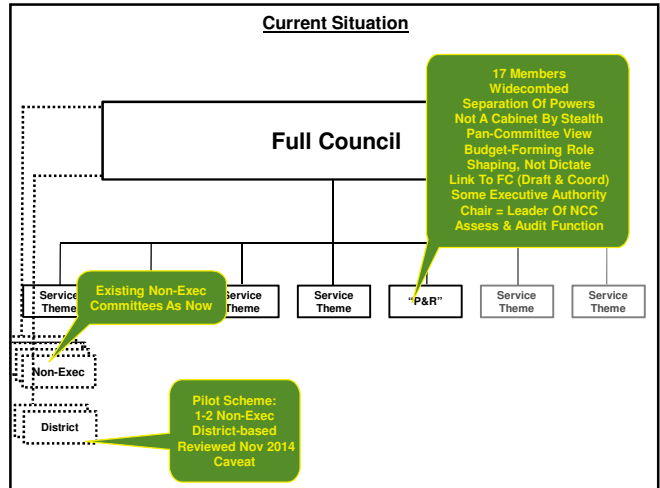 Current Situation
17 Members
Widecombed
Separation Of Powers
Not A Cabinet By Stealth
Pan-Committee View
Budget-Forming Role
Shaping, Not Dictate
Link To FC (Draft & Coord)
Some Executive Authority
Chair = Leader Of NCC
Assess & Audit Function
Full Council
Existing Non-Exec
Committees As Now
Service
Theme
Service
Theme
Service
Theme
"P&R"
Service
Theme
Service
Theme
Non-Exec
Pilot Scheme:
1-2 Non-Exec
District-based
Reviewed Nov 2014
Caveat
District